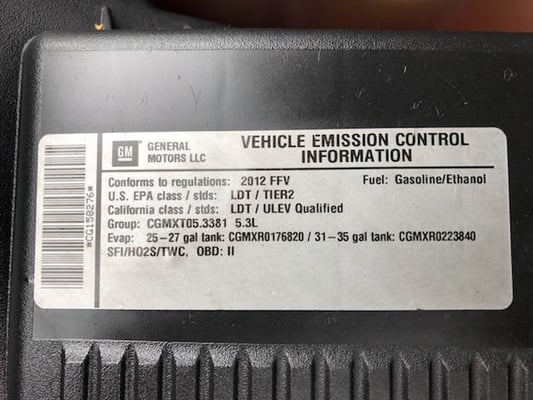 GM GENERAL MOTORS LLC
VEHICLE EMISSION CONTROL
INFORMATION
Conforms to regulations: 2012 FFV Fuel: Gasoline/Ethanol
U.S. EPA class / stds: LDT / TIER2
California class / stds: LDT / ULEV Qualified
Group: CGMXT05.3381 5.3L
Evap: 25-27 gal tank: CGMXR0176820 / 31-35 gal tank: CGMXR0223840
SFI/HO2S/TWC, OBD: II
*CG158276*